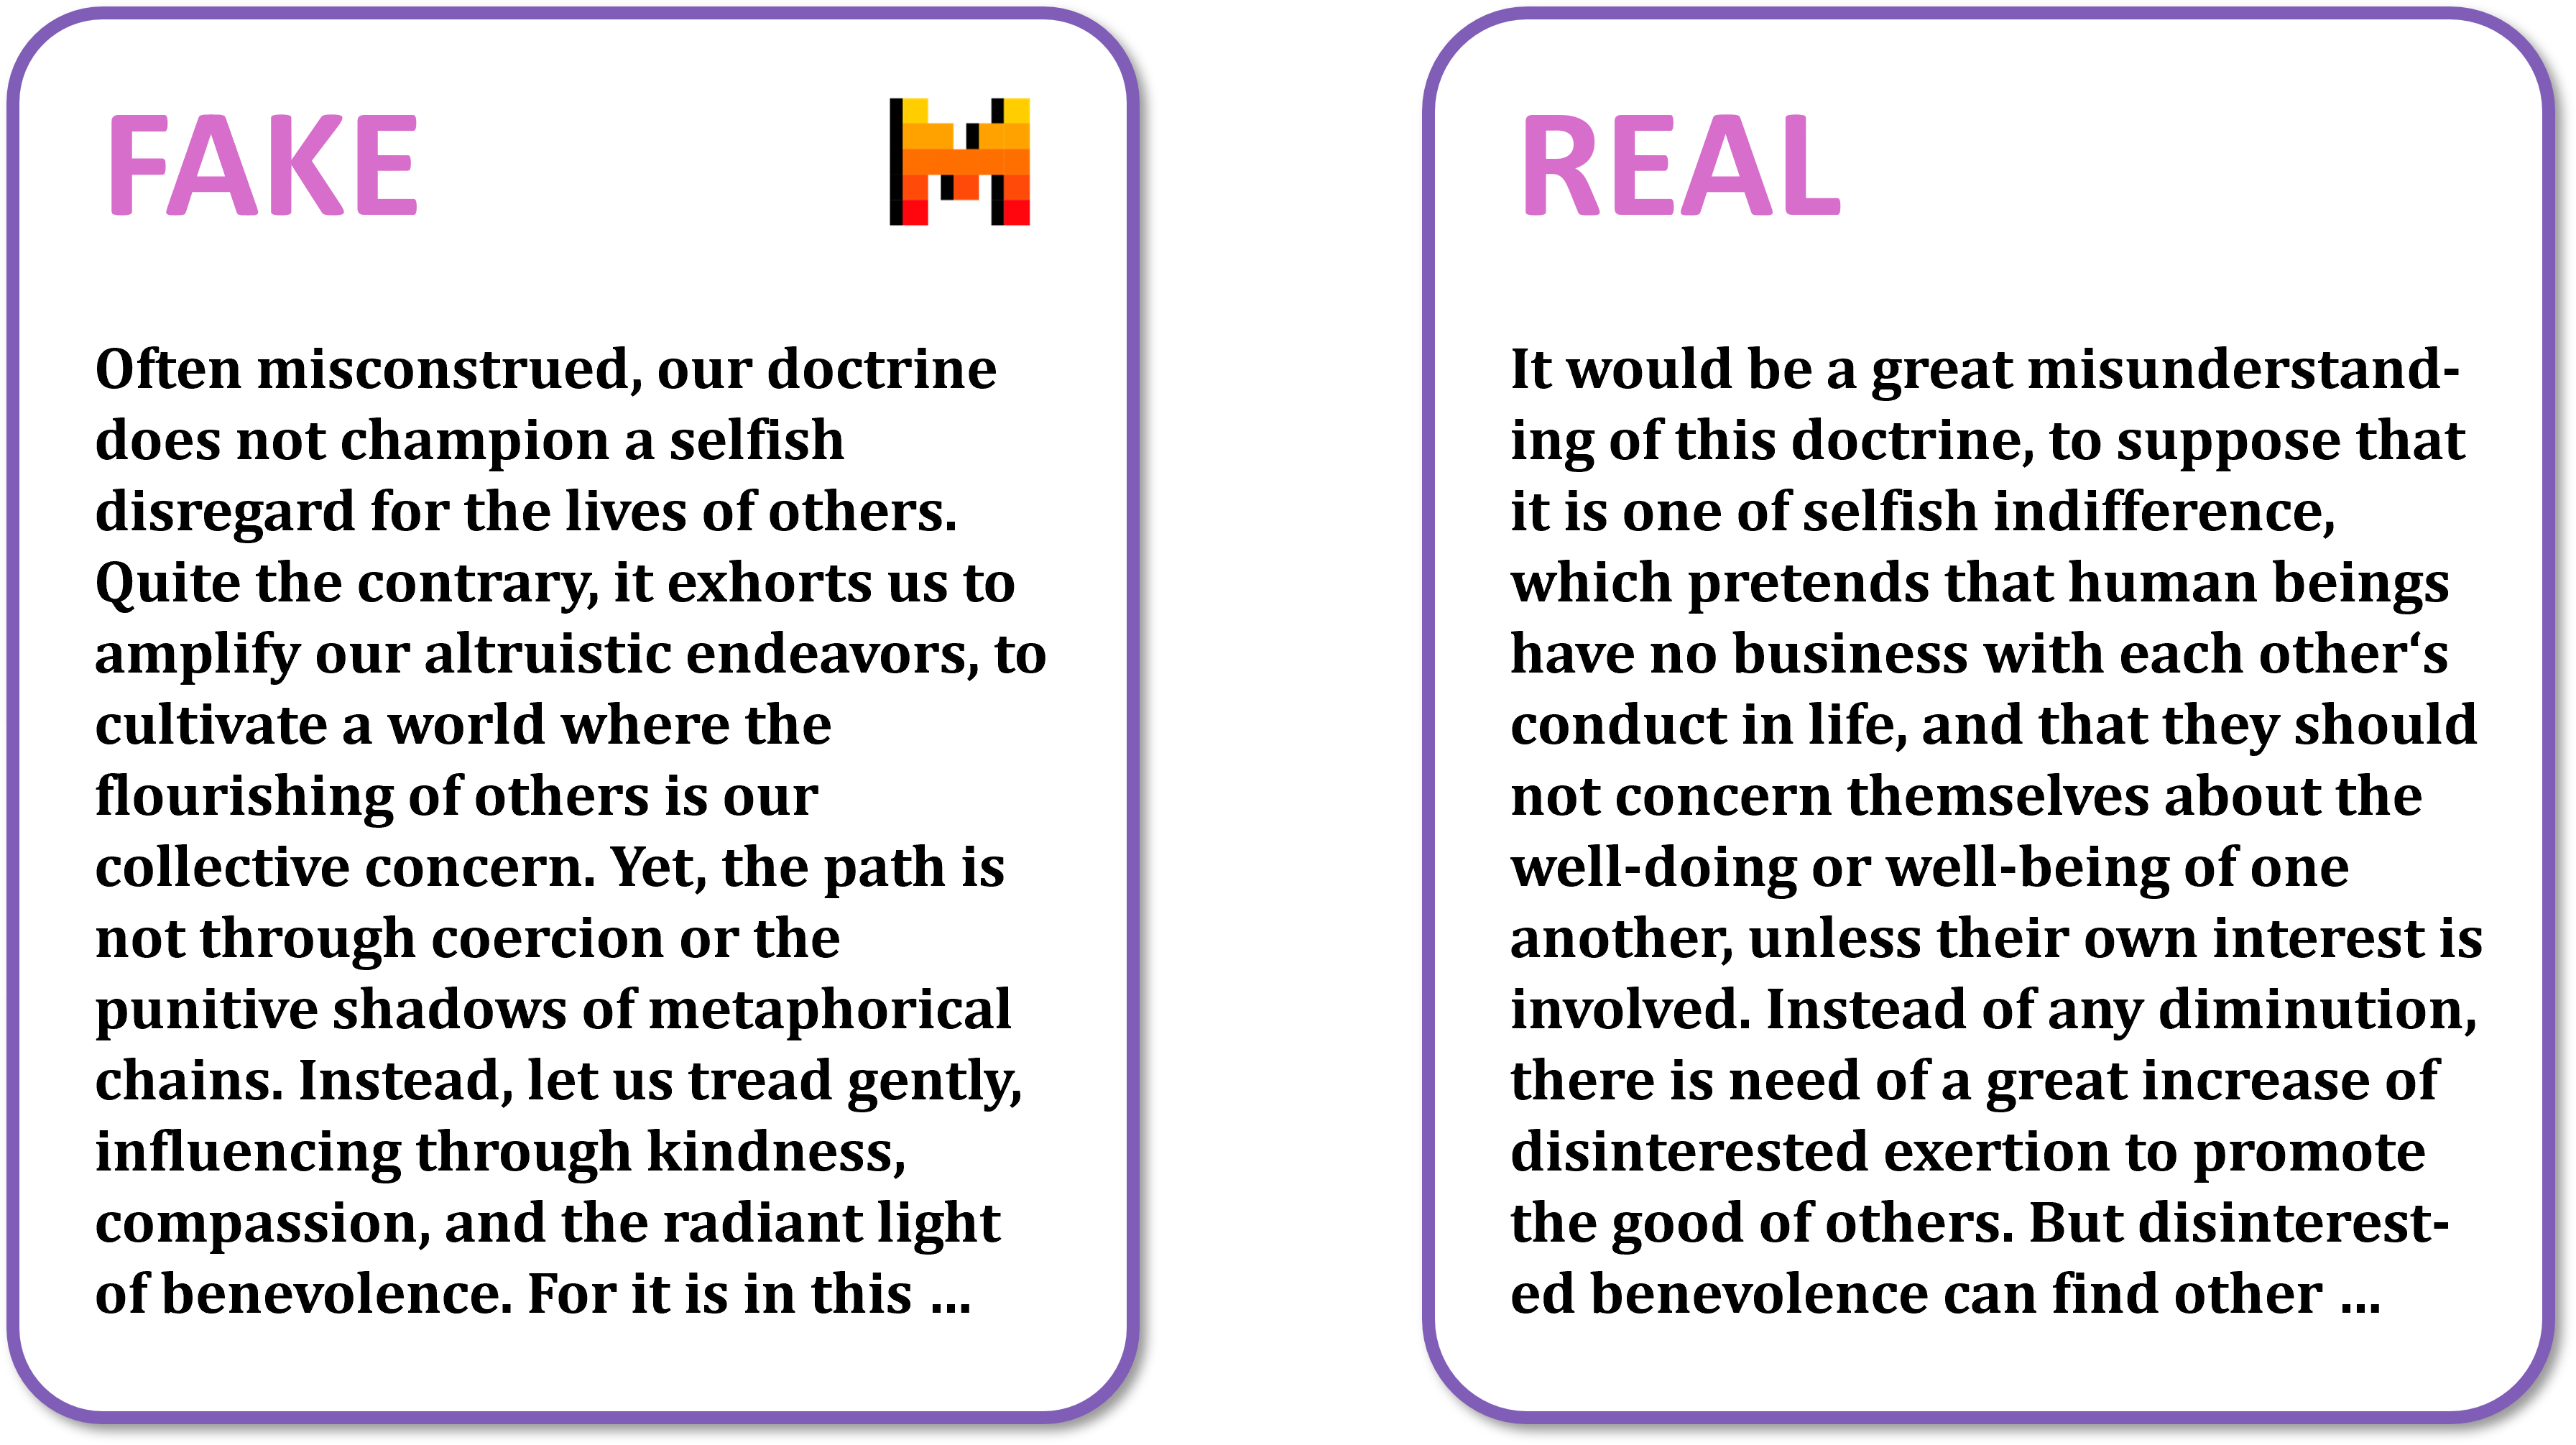 FAKE
Often misconstrued, our doctrine
does not champion a selfish
disregard for the lives of others.
Quite the contrary, it exhorts us to
amplify our altruistic endeavors, to
cultivate a world where the
flourishing of others is our
collective concern. Yet, the path is
not through coercion or the
punitive shadows of metaphorical
chains. Instead, let us tread gently,
influencing through kindness,
compassion, and the radiant light
of benevolence. For it is in this ...
REAL
It would be a great misunderstand-
ing of this doctrine, to suppose that
it is one of selfish indifference,
which pretends that human beings
have no business with each other‘s
conduct in life, and that they should
not concern themselves about the
well-doing or well-being of one
another, unless their own interest is
involved. Instead of any diminution,
there is need of a great increase of
disinterested exertion to promote
the good of others. But disinterest-
ed benevolence can find other ...